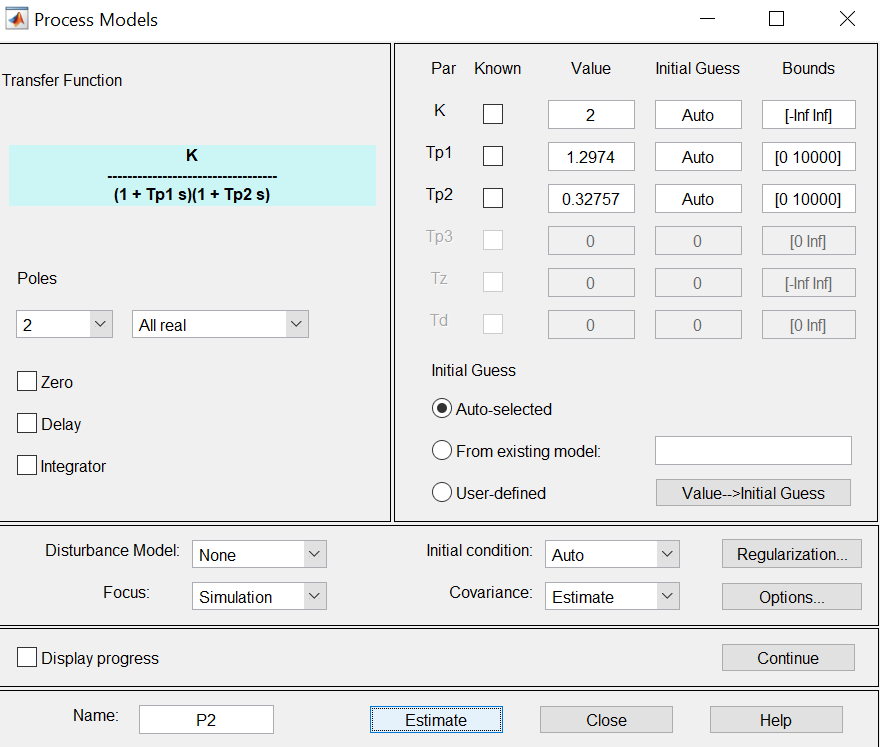 Process Models
Transfer Function
K
----------------------------------
(1 + Tp1 s)(1 + Tp2 s)
Poles
2 All real
Zero
Delay
Integrator
Par Known Value Initial Guess Bounds
K 2 Auto [-Inf Inf]
Tp1 1.2974 Auto [0 10000]
Tp2 0.32757 Auto [0 10000]
Tp3 0 0 [0 Inf]
Tz 0 0 [-Inf Inf]
Td 0 0 [0 Inf]
Initial Guess
Auto-selected
From existing model:
User-defined Value-->Initial Guess
Disturbance Model: None Initial condition: Auto Regularization...
Focus: Simulation Covariance: Estimate Options...
Display progress Continue
Name: P2 Estimate Close Help